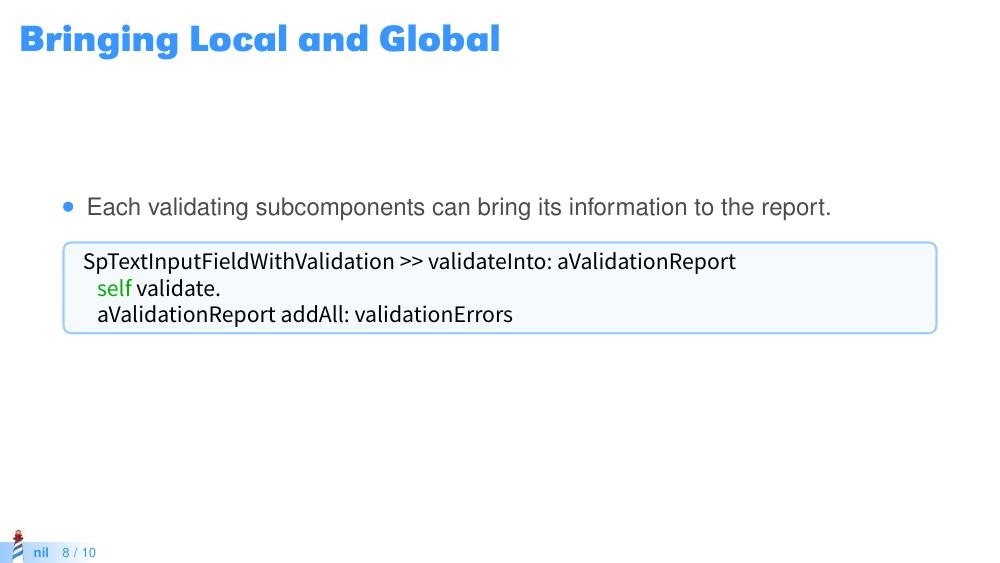 Bringing Local and Global
• Each validating subcomponents can bring its information to the report.
SpTextInputFieldWithValidation >> validateInto: aValidationReport
self validate.
aValidationReport addAll: validationErrors
nil 8 / 10